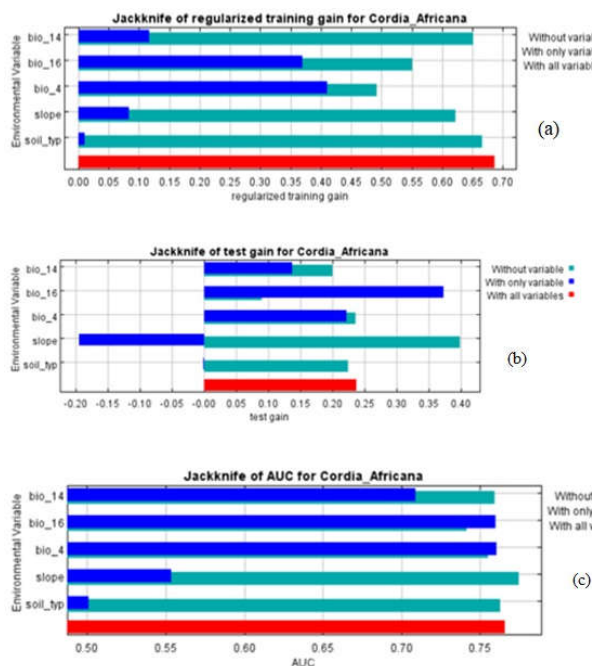 Jackknife of regularized training gain for Cordia_Africana
Environmental Variable
bio_14
bio_16
bio_4
slope
soil_typ
0.00 0.05 0.10 0.15 0.20 0.25 0.30 0.35 0.40 0.45 0.50 0.55 0.60 0.65 0.70
regularized training gain
Without variab
With only variab
With all variable
(a)
Jackknife of test gain for Cordia_Africana
Environmental Variable
bio_14
bio_16
bio_4
slope
soil_typ
-0.20 -0.15 -0.10 -0.05 -0.00 0.05 0.10 0.15 0.20 0.25 0.30 0.35 0.40
test gain
Without variable
With only variable
With all variables
(b)
Jackknife of AUC for Cordia_Africana
Environmental Variable
bio_14
bio_16
bio_4
slope
soil_typ
0.50 0.55 0.60 0.65 0.70 0.75
AUC
Without
With only
With all v
(c)